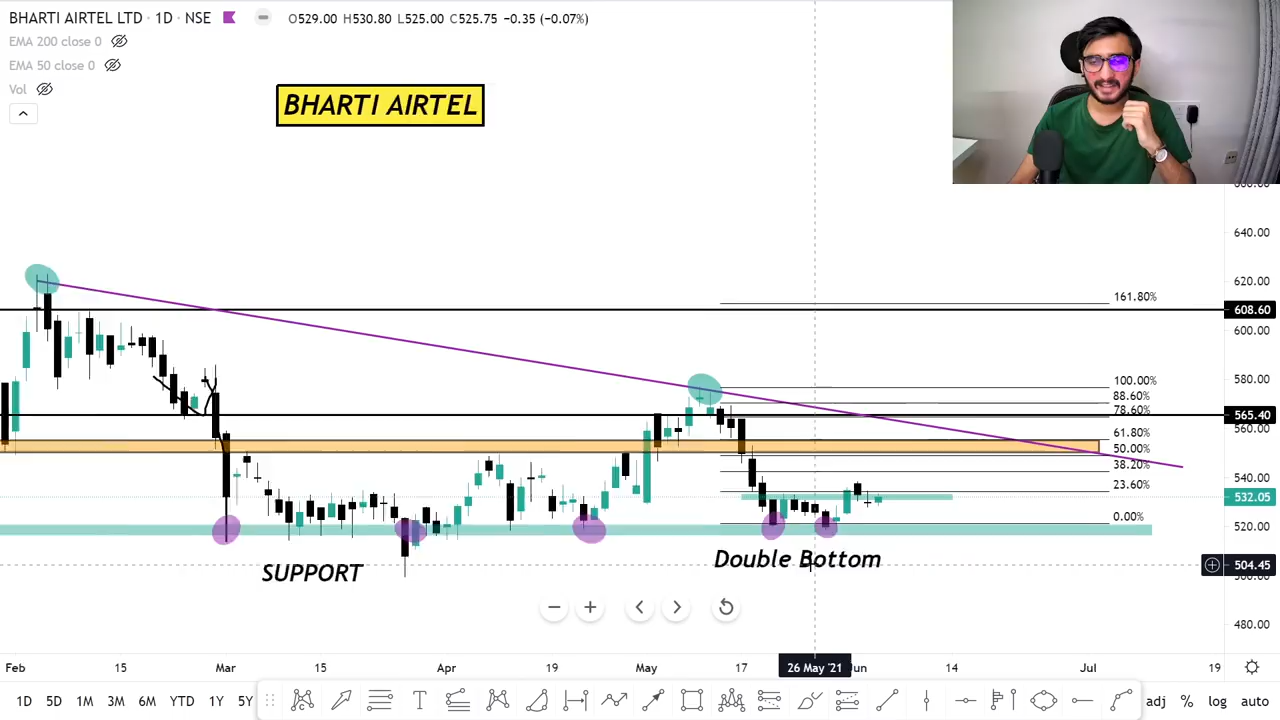 BHARTI AIRTEL LTD · 1D · NSE
O529.00 H530.80 L525.00 C525.75 −0.35 (−0.07%)
EMA 200 close 0
EMA 50 close 0
Vol
BHARTI AIRTEL
640.00
620.00
161.80%
608.60
600.00
100.00%
580.00
88.60%
78.60%
565.40
560.00
61.80%
50.00%
38.20%
540.00
23.60%
532.05
0.00%
520.00
Double Bottom
504.45
SUPPORT
480.00
Feb 15 Mar 15 Apr 19 May 17 26 May '21 Jun 14 Jul 19
1D 5D 1M 3M 6M YTD 1Y 5Y
adj % log auto